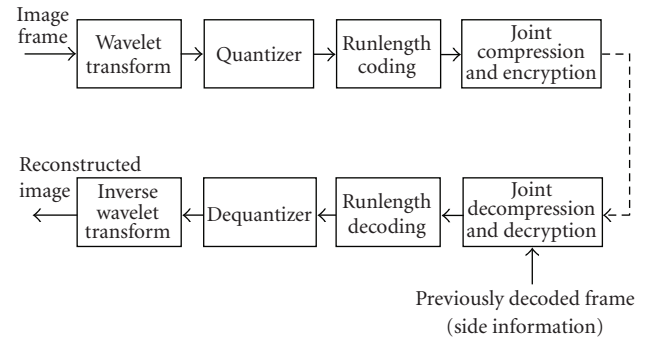 Image
frame
Wavelet
transform
Quantizer
Runlength
coding
Joint
compression
and encryption
Reconstructed
image
Inverse
wavelet
transform
Dequantizer
Runlength
decoding
Joint
decompression
and decryption
Previously decoded frame
(side information)